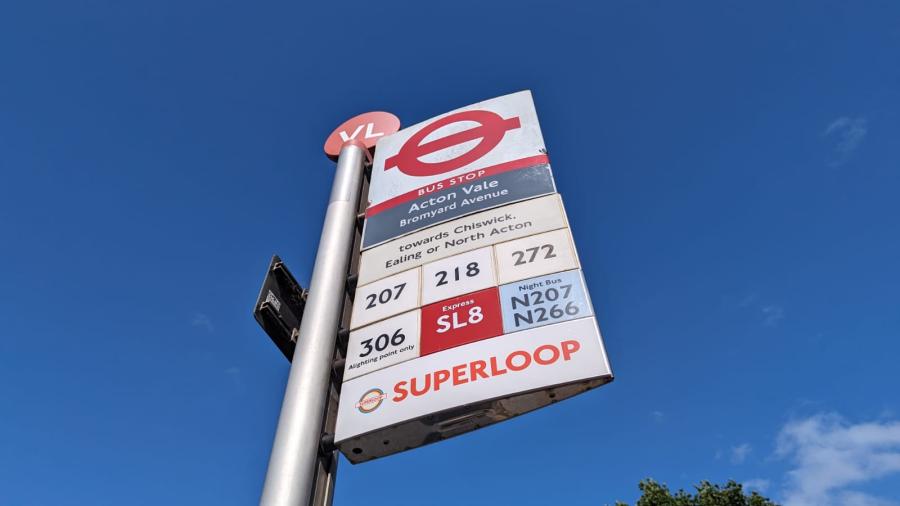 VL
BUS STOP
Acton Vale
Bromyard Avenue
towards Chiswick,
Ealing or North Acton
207
218
272
306
Alighting point only
Express
SL8
Night Bus
N207
N266
SUPERLOOP
SUPERLOOP